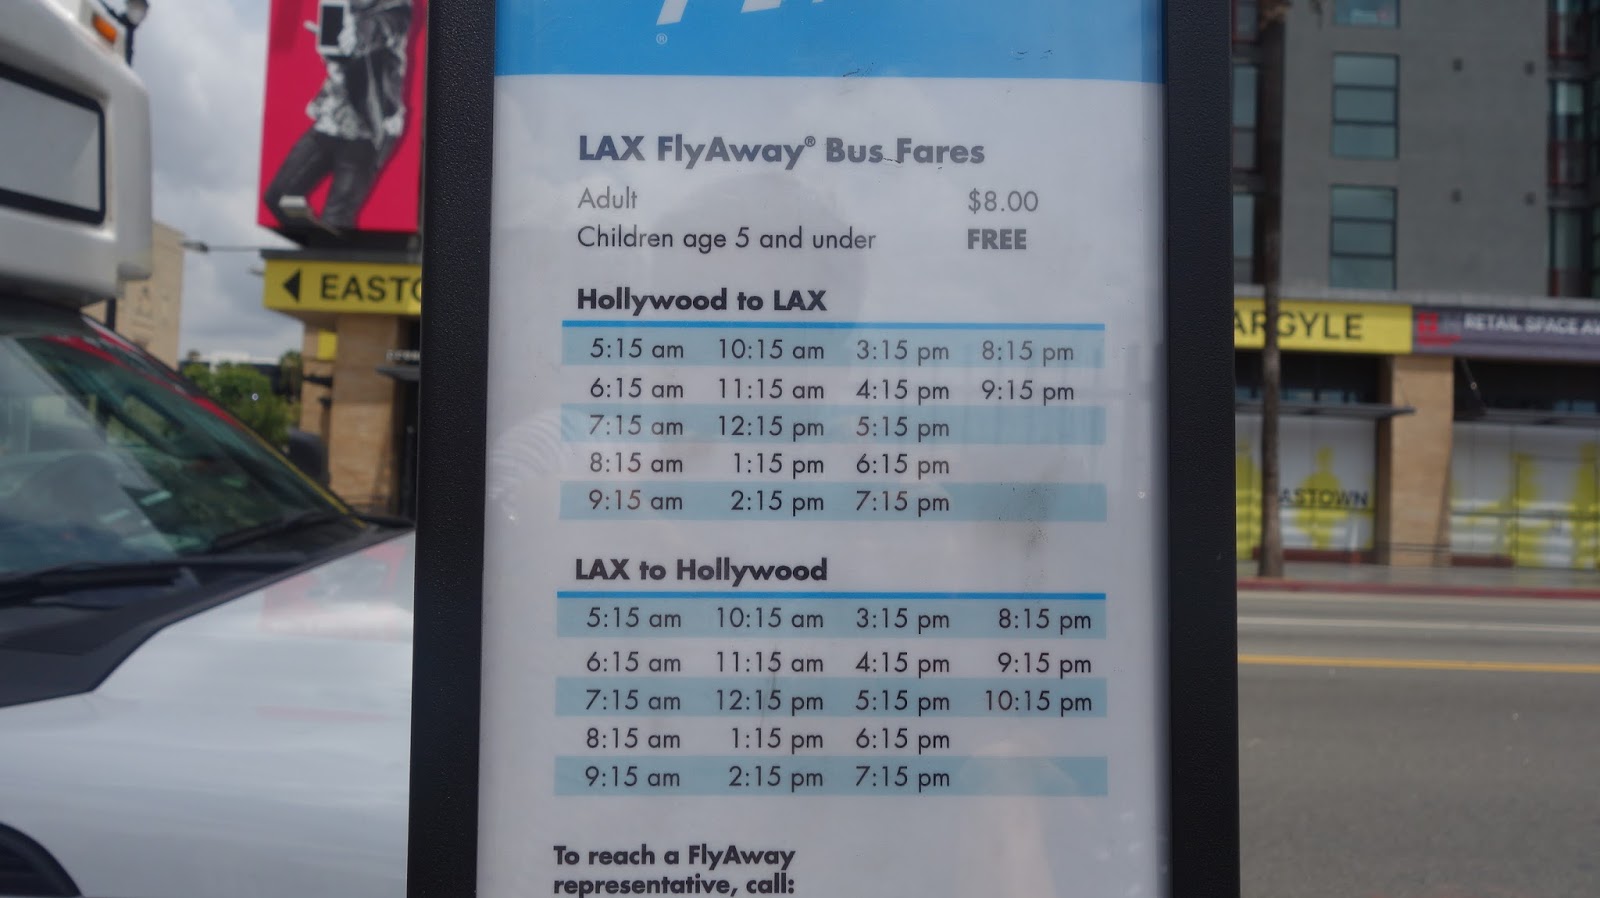 ®
LAX FlyAway® Bus Fares
Adult $8.00
Children age 5 and under FREE
Hollywood to LAX
5:15 am 10:15 am 3:15 pm 8:15 pm
6:15 am 11:15 am 4:15 pm 9:15 pm
7:15 am 12:15 pm 5:15 pm
8:15 am 1:15 pm 6:15 pm
9:15 am 2:15 pm 7:15 pm
LAX to Hollywood
5:15 am 10:15 am 3:15 pm 8:15 pm
6:15 am 11:15 am 4:15 pm 9:15 pm
7:15 am 12:15 pm 5:15 pm 10:15 pm
8:15 am 1:15 pm 6:15 pm
9:15 am 2:15 pm 7:15 pm
To reach a FlyAway
representative, call:
EASTO
ARGYLE
RETAIL SPACE AV
EASTOWN